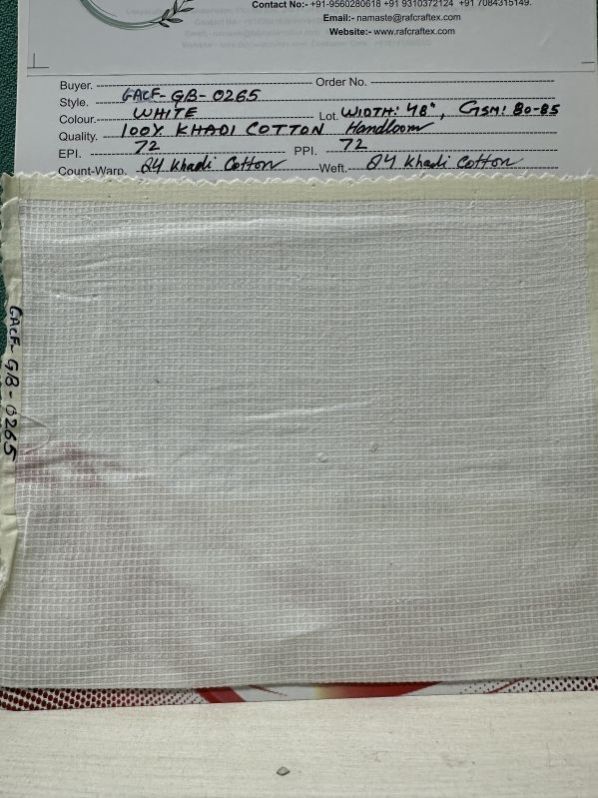 Contact No:- +91-9560280618 +91 9310372124 +91 7084315149.
Email:- namaste@rafcraftex.com
Website:- www.rafcraftex.com
Buyer. Order No.
Style. GACF-GB-0265
Colour. WHITE Lot. WIDTH: 48", GSM: 80-85
Quality. 100% KHADI COTTON Handloom
EPI. 72 PPI. 72
Count-Warp. 24 Khadi Cotton Weft. 24 Khadi Cotton
GACF-GB-0265